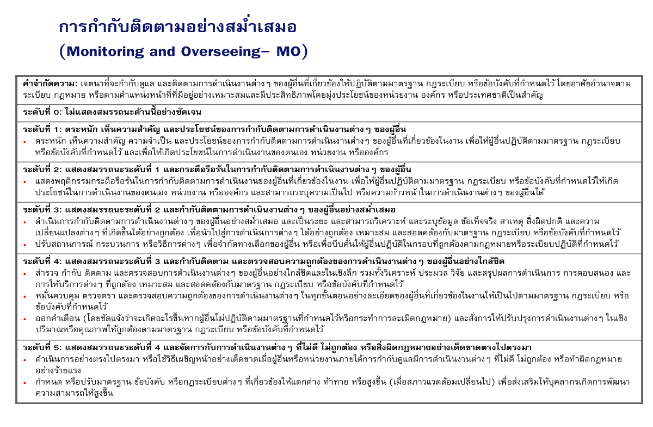 การกำกับติดตามอย่างสม่ำเสมอ
(Monitoring and Overseeing– MO)
คำจำกัดความ: เจตนาที่จะกำกับดูแล และติดตามการดำเนินงานต่างๆ ของผู้อื่นที่เกี่ยวข้องให้ปฏิบัติตามมาตรฐาน กฎระเบียบ หรือข้อบังคับที่กำหนดไว้ โดยอาศัยอำนาจตาม
ระเบียบ กฎหมาย หรือตามตำแหน่งหน้าที่ที่มีอยู่อย่างเหมาะสมและมีประสิทธิภาพโดยมุ่งประโยชน์ของหน่วยงาน องค์กร หรือประเทศชาติเป็นสำคัญ
ระดับที่ 0: ไม่แสดงสมรรถนะด้านนี้อย่างชัดเจน
ระดับที่ 1: ตระหนัก เห็นความสำคัญ และประโยชน์ของการกำกับติดตามการดำเนินงานต่างๆ ของผู้อื่น
• ตระหนัก เห็นความสำคัญ ความจำเป็น และประโยชน์ของการกำกับติดตามการดำเนินงานต่างๆ ของผู้อื่นที่เกี่ยวข้องในงาน เพื่อให้ผู้อื่นปฏิบัติตามมาตรฐาน กฎระเบียบ
หรือข้อบังคับที่กำหนดไว้ และเพื่อให้เกิดประโยชน์ในการดำเนินงานของตนเอง หน่วยงาน หรือองค์กร
ระดับที่ 2: แสดงสมรรถนะระดับที่ 1 และกระตือรือร้นในการกำกับติดตามการดำเนินงานต่างๆ ของผู้อื่น
• แสดงพฤติกรรมกระตือรือร้นในการกำกับติดตามการดำเนินงานของผู้อื่นที่เกี่ยวข้องในงาน เพื่อให้ผู้อื่นปฏิบัติตามมาตรฐาน กฎระเบียบ หรือข้อบังคับที่กำหนดไว้ให้เกิด
ประโยชน์ในการดำเนินงานของตนเอง หน่วยงาน หรือองค์กร และสามารถระบุความเป็นไป หรือความก้าวหน้าในการดำเนินงานต่างๆ ของผู้อื่นได้
ระดับที่ 3: แสดงสมรรถนะระดับที่ 2 และกำกับติดตามการดำเนินงานต่างๆ ของผู้อื่นอย่างสม่ำเสมอ
• ดำเนินการกำกับติดตามการดำเนินงานต่างๆ ของผู้อื่นอย่างสม่ำเสมอ และเป็นระยะ และสามารถวิเคราะห์ และระบุข้อมูล ข้อเท็จจริง สาเหตุ สิ่งผิดปกติ และความ
เปลี่ยนแปลงต่างๆ ที่เกิดขึ้นได้อย่างถูกต้อง เพื่อนำไปสู่การดำเนินการต่างๆ ได้อย่างถูกต้อง เหมาะสม และสอดคล้องกับมาตรฐาน กฎระเบียบ หรือข้อบังคับที่กำหนดไว้
• ปรับสถานการณ์ กระบวนการ หรือวิธีการต่างๆ เพื่อจำกัดทางเลือกของผู้อื่น หรือเพื่อบีบคั้นให้ผู้อื่นปฏิบัติในกรอบที่ถูกต้องตามกฎหมายหรือระเบียบปฏิบัติที่กำหนดไว้
ระดับที่ 4: แสดงสมรรถนะระดับที่ 3 และกำกับติดตาม และตรวจสอบความถูกต้องของการดำเนินงานต่างๆ ของผู้อื่นอย่างใกล้ชิด
• สำรวจ กำกับ ติดตาม และตรวจสอบการดำเนินงานต่างๆ ของผู้อื่นอย่างใกล้ชิดและในเชิงลึก รวมทั้งวิเคราะห์ ประมวล วิจัย และสรุปผลการดำเนินการ การตอบสนอง และ
การให้บริการต่างๆ ที่ถูกต้อง เหมาะสม และสอดคล้องกับมาตรฐาน กฎระเบียบ หรือข้อบังคับที่กำหนดไว้
• หมั่นควบคุม ตรวจตรา และตรวจสอบความถูกต้องของการดำเนินงานต่างๆ ในทุกขั้นตอนอย่างละเอียดของผู้อื่นที่เกี่ยวข้องในงานให้เป็นไปตามมาตรฐาน กฎระเบียบ หรือ
ข้อบังคับที่กำหนดไว้
• ออกคำเตือน (โดยชัดแจ้งว่าจะเกิดอะไรขึ้นหากผู้อื่นไม่ปฏิบัติตามมาตรฐานที่กำหนดไว้หรือกระทำการละเมิดกฎหมาย) และสั่งการให้ปรับปรุงการดำเนินงานต่างๆ ในเชิง
ปริมาณหรือคุณภาพให้ถูกต้องตามมาตรฐาน กฎระเบียบ หรือข้อบังคับที่กำหนดไว้
ระดับที่ 5: แสดงสมรรถนะระดับที่ 4 และจัดการกับการดำเนินงานต่างๆ ที่ไม่ดี ไม่ถูกต้อง หรือสิ่งผิดกฎหมายอย่างเด็ดขาดตรงไปตรงมา
• ดำเนินการอย่างตรงไปตรงมา หรือใช้วิธีเผชิญหน้าอย่างเด็ดขาดเมื่อผู้อื่นหรือหน่วยงานภายใต้การกำกับดูแลมีการดำเนินงานต่างๆ ที่ไม่ดี ไม่ถูกต้อง หรือทำผิดกฎหมาย
อย่างร้ายแรง
• กำหนด หรือปรับมาตรฐาน ข้อบังคับ หรือกฎระเบียบต่างๆ ที่เกี่ยวข้องให้แตกต่าง ท้าทาย หรือสูงขึ้น (เมื่อสภาวแวดล้อมเปลี่ยนไป) เพื่อส่งเสริมให้บุคลากรเกิดการพัฒนา
ความสามารถให้สูงขึ้น